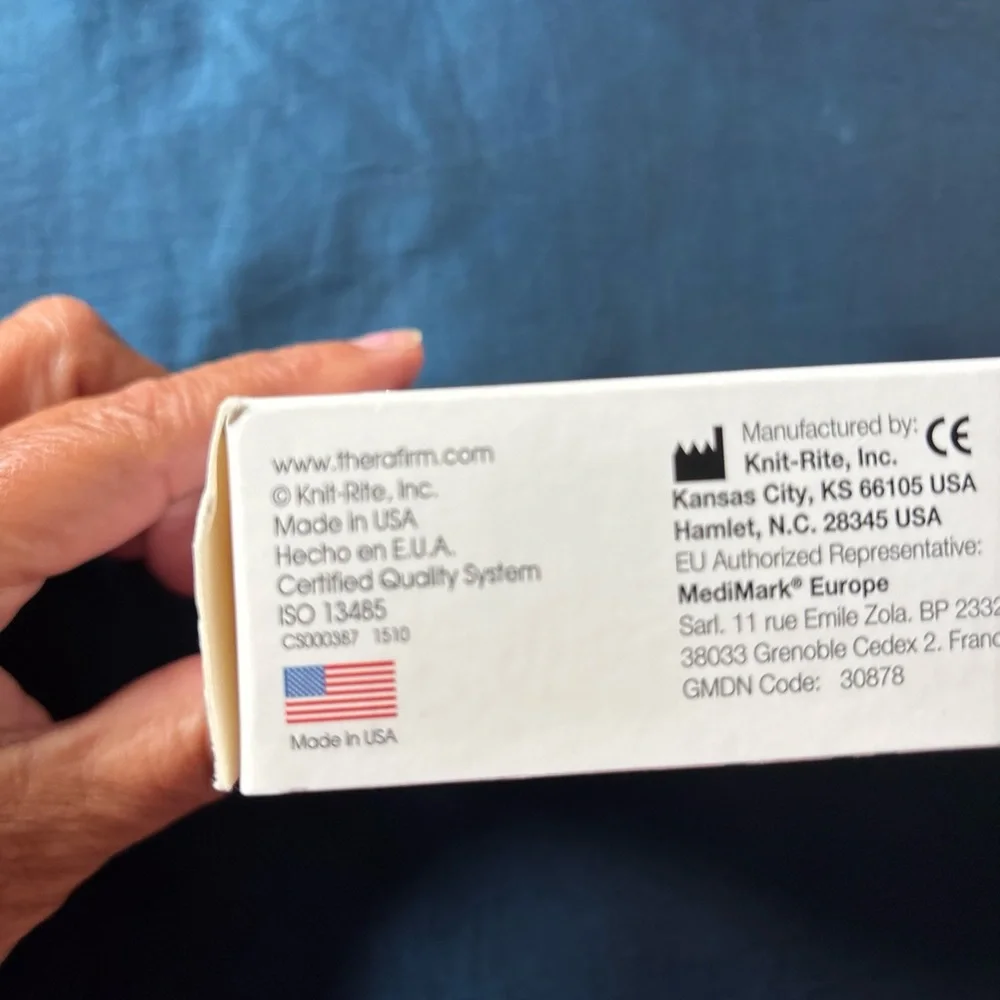 www.therafirm.com
© Knit-Rite, Inc.
Made in USA
Hecho en E.U.A.
Certified Quality System
ISO 13485
CS000387 1510
Made in USA
Manufactured by:
CE
Knit-Rite, Inc.
Kansas City, KS 66105 USA
Hamlet, N.C. 28345 USA
EU Authorized Representative:
MediMark® Europe
Sarl. 11 rue Emile Zola. BP 2332
38033 Grenoble Cedex 2. Franc
GMDN Code: 30878